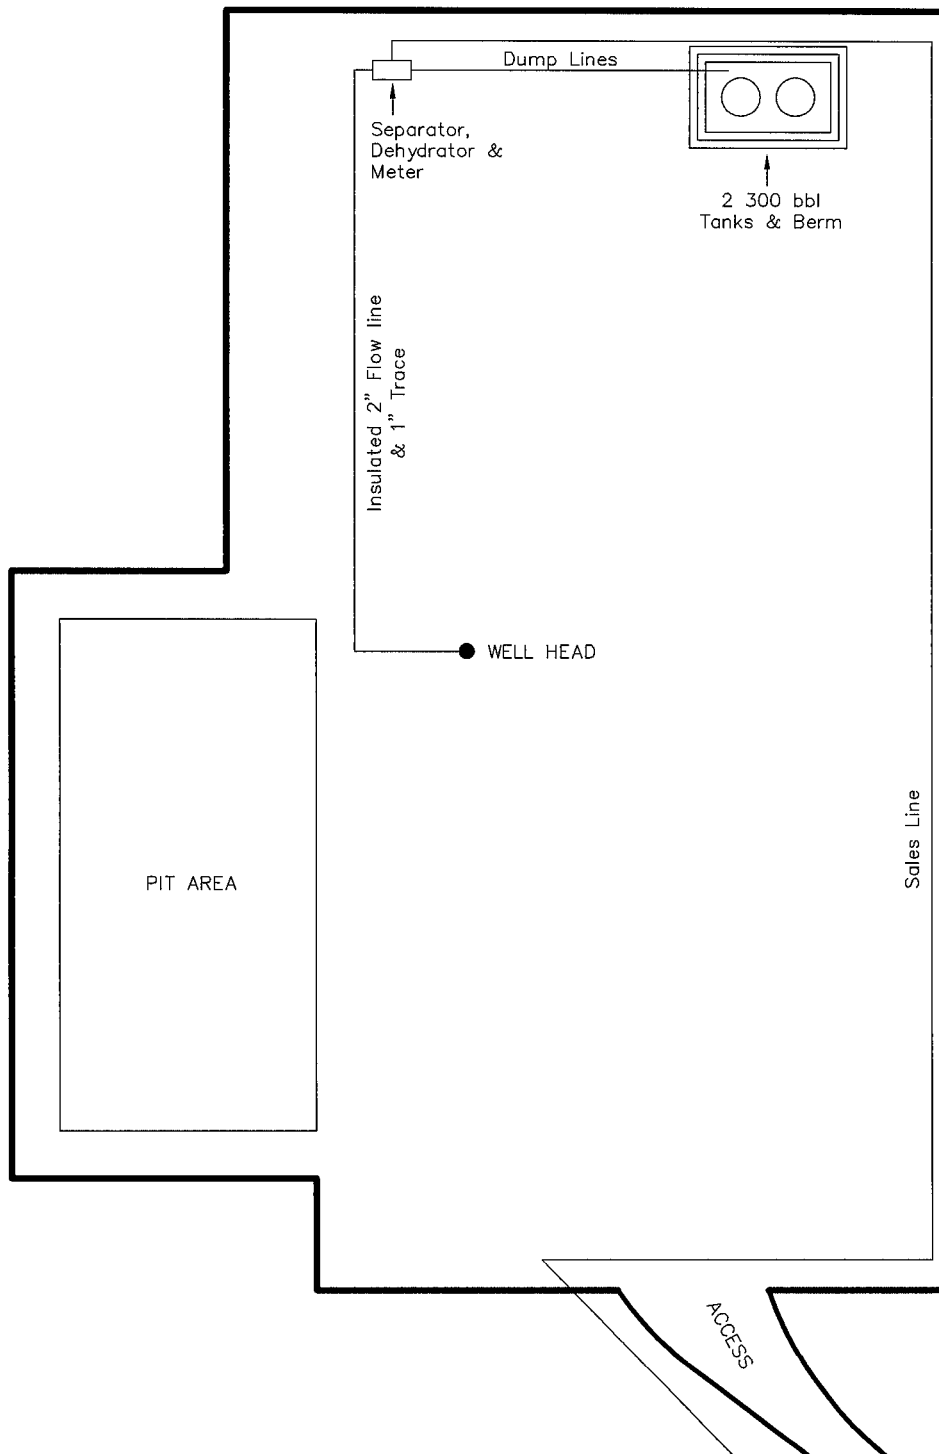 Dump Lines
Separator,
Dehydrator &
Meter
2 300 bbl
Tanks & Berm
Insulated 2" Flow line
& 1" Trace
WELL HEAD
Sales Line
PIT AREA
ACCESS